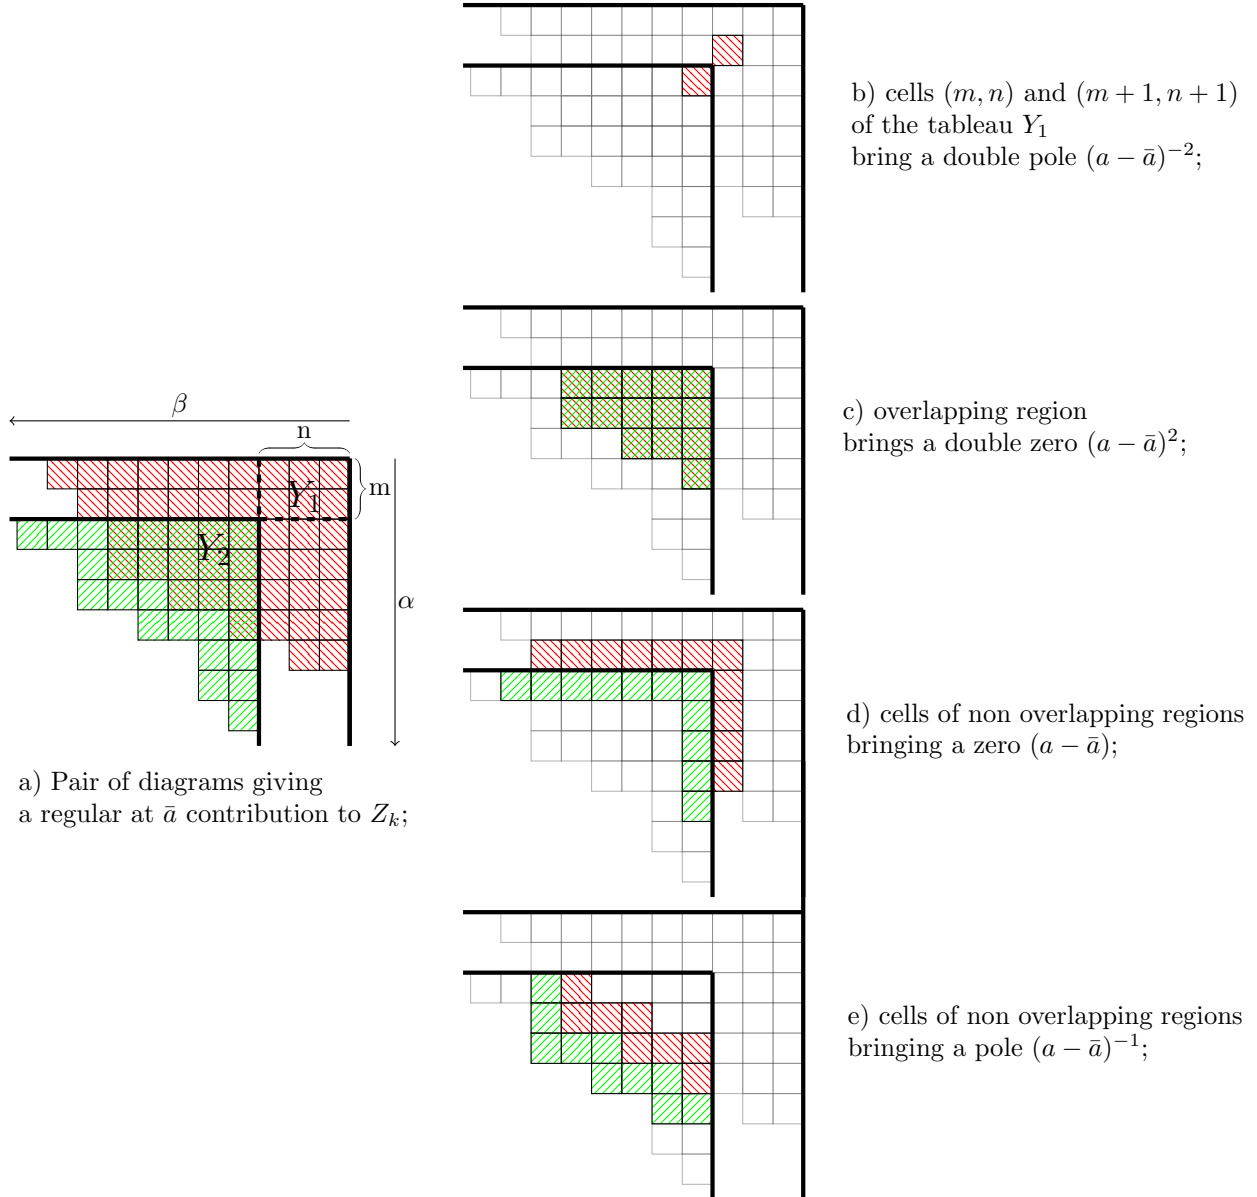 β
n
m
Y₁
Y₂
α
a) Pair of diagrams giving
a regular at ā contribution to Zₖ;
b) cells (m, n) and (m + 1, n + 1)
of the tableau Y₁
bring a double pole (a − ā)⁻²;
c) overlapping region
brings a double zero (a − ā)²;
d) cells of non overlapping regions
bringing a zero (a − ā);
e) cells of non overlapping regions
bringing a pole (a − ā)⁻¹;